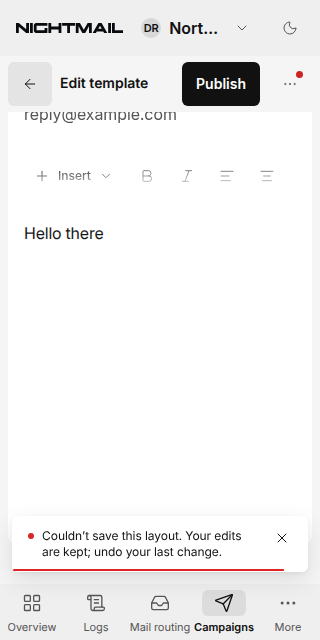 NIGHTMAIL
DR Nort...
Edit template
Publish
reply@example.com
Insert
B I
Hello there
Couldn't save this layout. Your edits
are kept; undo your last change.
Overview
Logs
Mail routing
Campaigns
More